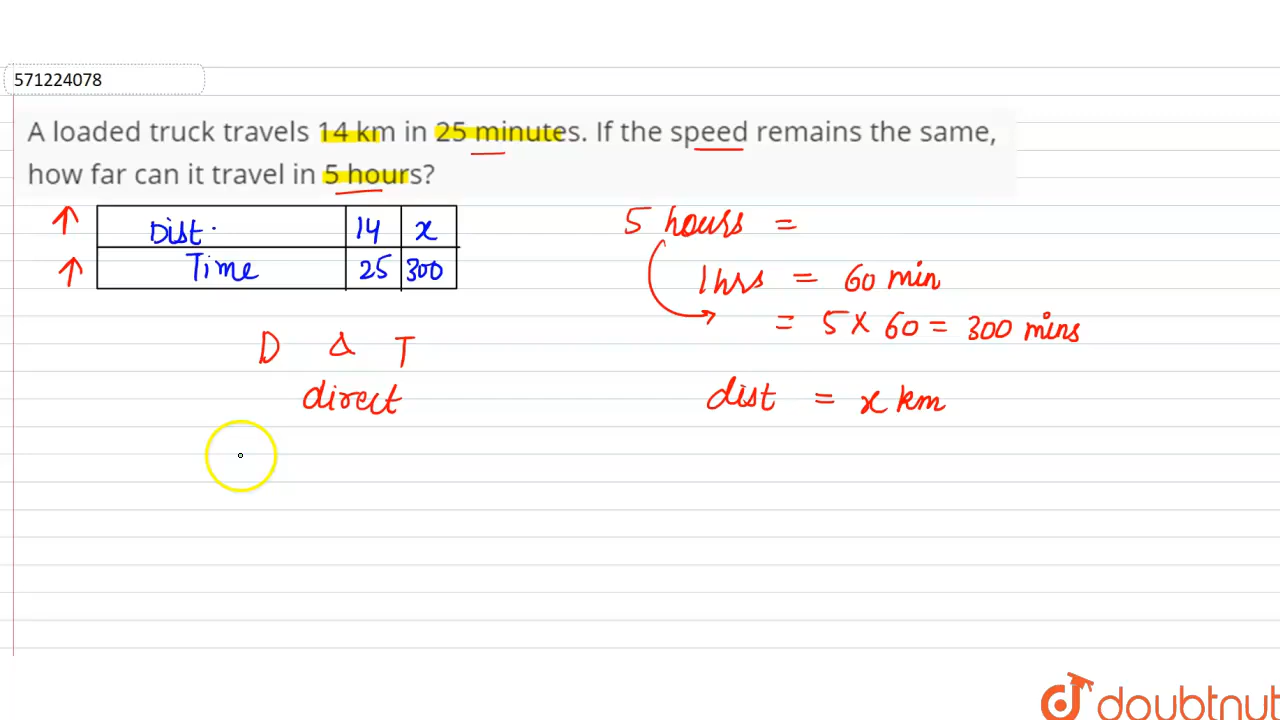 571224078
A loaded truck travels 14 km in 25 minutes. If the speed remains the same,
how far can it travel in 5 hours?
Dist. 14 x
Time 25 300
5 hours =
1hrs = 60 min
= 5 × 60 = 300 mins
D & T
direct
dist = x km
doubtnut